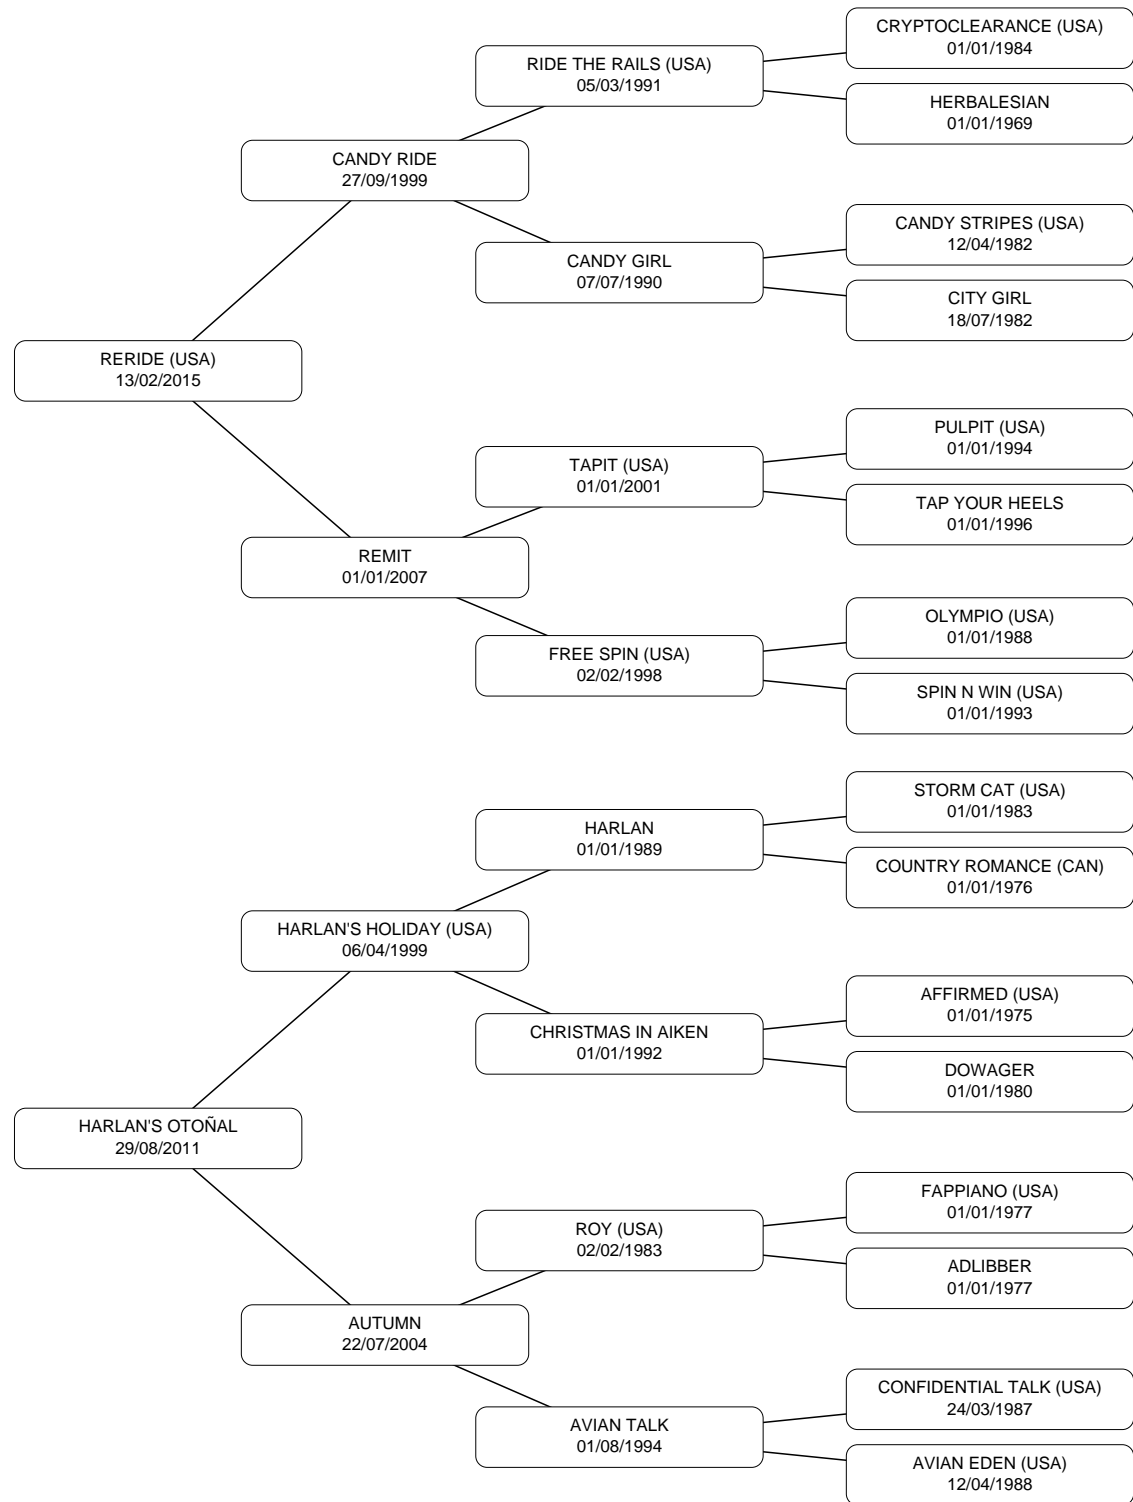 CRYPTOCLEARANCE (USA)
01/01/1984
RIDE THE RAILS (USA)
05/03/1991
HERBALESIAN
01/01/1969
CANDY RIDE
27/09/1999
CANDY STRIPES (USA)
12/04/1982
CANDY GIRL
07/07/1990
CITY GIRL
18/07/1982
RERIDE (USA)
13/02/2015
PULPIT (USA)
01/01/1994
TAPIT (USA)
01/01/2001
TAP YOUR HEELS
01/01/1996
REMIT
01/01/2007
OLYMPIO (USA)
01/01/1988
FREE SPIN (USA)
02/02/1998
SPIN N WIN (USA)
01/01/1993
STORM CAT (USA)
01/01/1983
HARLAN
01/01/1989
COUNTRY ROMANCE (CAN)
01/01/1976
HARLAN'S HOLIDAY (USA)
06/04/1999
AFFIRMED (USA)
01/01/1975
CHRISTMAS IN AIKEN
01/01/1992
DOWAGER
01/01/1980
HARLAN'S OTOÑAL
29/08/2011
FAPPIANO (USA)
01/01/1977
ROY (USA)
02/02/1983
ADLIBBER
01/01/1977
AUTUMN
22/07/2004
CONFIDENTIAL TALK (USA)
24/03/1987
AVIAN TALK
01/08/1994
AVIAN EDEN (USA)
12/04/1988